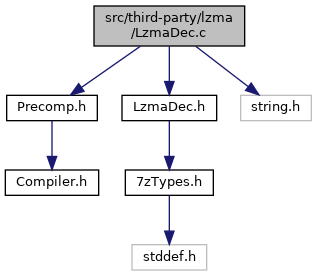 src/third-party/lzma
/LzmaDec.c
Precomp.h
LzmaDec.h
string.h
Compiler.h
7zTypes.h
stddef.h